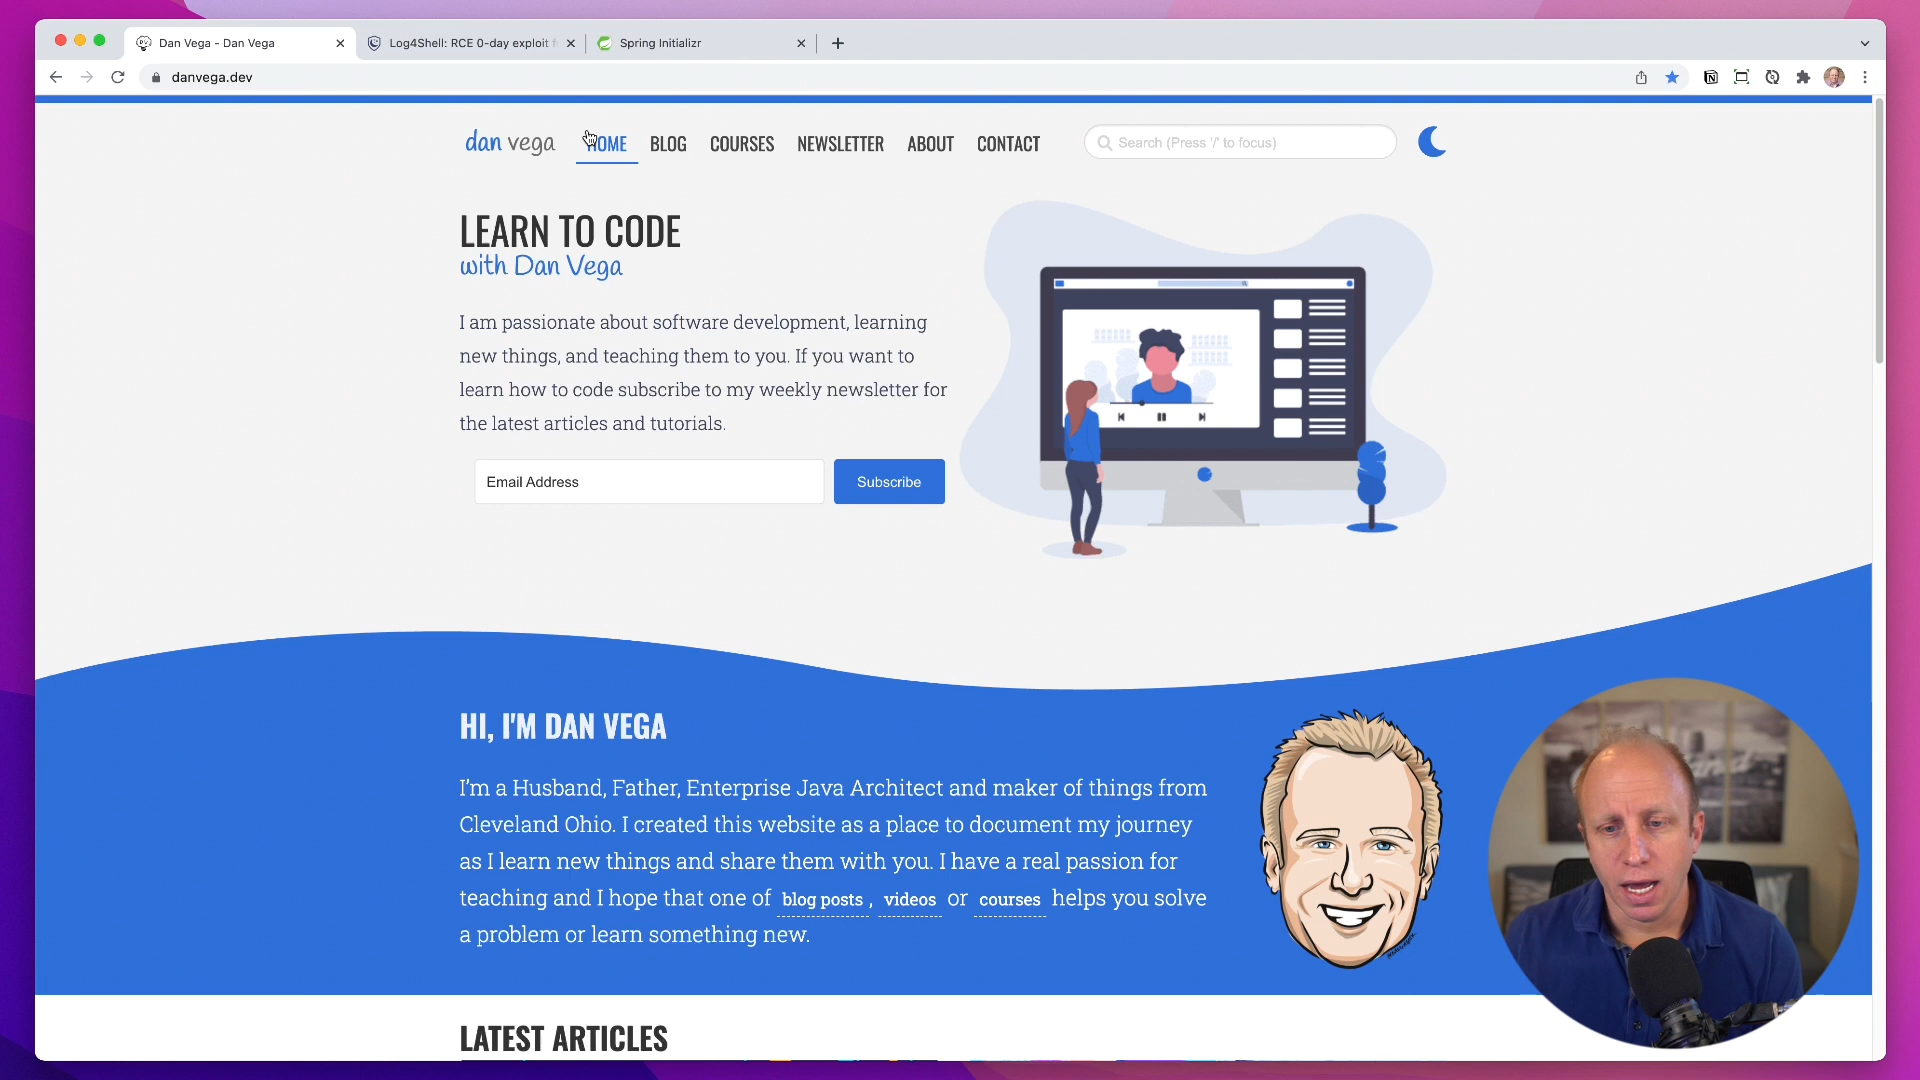 Dan Vega - Dan Vega
Log4Shell: RCE 0-day exploit f
Spring Initializr
danvega.dev
dan vega
HOME
BLOG
COURSES
NEWSLETTER
ABOUT
CONTACT
Search (Press '/' to focus)
LEARN TO CODE
with Dan Vega
I am passionate about software development, learning
new things, and teaching them to you. If you want to
learn how to code subscribe to my weekly newsletter for
the latest articles and tutorials.
Email Address
Subscribe
HI, I'M DAN VEGA
I'm a Husband, Father, Enterprise Java Architect and maker of things from
Cleveland Ohio. I created this website as a place to document my journey
as I learn new things and share them with you. I have a real passion for
teaching and I hope that one of blog posts, videos or courses helps you solve
a problem or learn something new.
LATEST ARTICLES